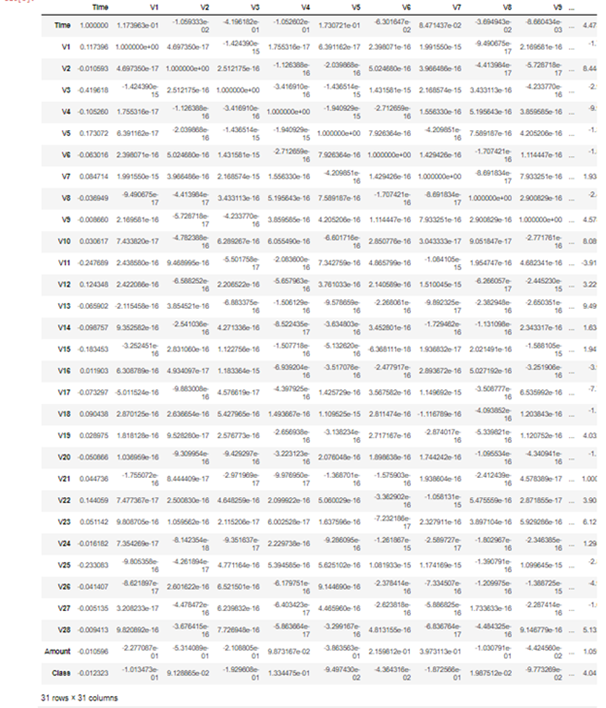 Time V1 V2 V3 V4 V5 V6 V7 V8 V9 ...
Time 1.000000 1.173963e-01 -1.059333e-02 -4.196182e-01 -1.052602e-01 1.730721e-01 -6.301647e-02 8.471437e-02 -3.694943e-02 -8.660434e-03 ... 4.47
V1 0.117396 1.000000e+00 4.697350e-17 -1.424390e-15 1.755316e-17 6.391162e-17 2.398071e-16 1.991550e-15 -9.490675e-17 2.169581e-16 ... -1.
V2 -0.010593 4.697350e-17 1.000000e+00 2.512175e-16 -1.126388e-16 -2.039868e-16 5.024680e-16 3.966486e-16 -4.413984e-17 -5.728718e-17 ... 8.44
V3 -0.419618 -1.424390e-15 2.512175e-16 1.000000e+00 -3.416910e-16 -1.436514e-15 1.431581e-15 2.168574e-15 3.433113e-16 -4.233770e-16 ... -2.
V4 -0.105260 1.755316e-17 -1.126388e-16 -3.416910e-16 1.000000e+00 -1.940929e-15 -2.712659e-16 1.556330e-16 5.195643e-16 3.859585e-16 ... -9.
V5 0.173072 6.391162e-17 -2.039868e-16 -1.436514e-15 -1.940929e-15 1.000000e+00 7.926364e-16 -4.209851e-16 7.589187e-16 4.205206e-16 ... -1.
V6 -0.063016 2.398071e-16 5.024680e-16 1.431581e-15 -2.712659e-16 7.926364e-16 1.000000e+00 1.429426e-16 -1.707421e-16 1.114447e-16 ... -1.
V7 0.084714 1.991550e-15 3.966486e-16 2.168574e-15 1.556330e-16 -4.209851e-16 1.429426e-16 1.000000e+00 -8.691834e-17 7.933251e-16 ... 1.93
V8 -0.036949 -9.490675e-17 -4.413984e-17 3.433113e-16 5.195643e-16 7.589187e-16 -1.707421e-16 -8.691834e-17 1.000000e+00 2.900829e-16 ... -2.
V9 -0.008660 2.169581e-16 -5.728718e-17 -4.233770e-16 3.859585e-16 4.205206e-16 1.114447e-16 7.933251e-16 2.900829e-16 1.000000e+00 ... 4.57
V10 0.030617 7.433820e-17 -4.782388e-16 6.289267e-16 6.055490e-16 -6.601716e-16 2.850776e-16 3.043333e-17 9.051847e-17 -2.771761e-16 ... 8.08
V11 -0.247689 2.438580e-16 9.468995e-16 -5.501758e-17 -2.083600e-16 7.342759e-16 4.865799e-16 -1.084105e-15 1.954747e-16 4.682341e-16 ... -3.91
V12 0.124348 2.422086e-16 -6.588252e-16 2.206522e-16 -5.657963e-16 3.761033e-16 2.140589e-16 1.510045e-15 -6.266057e-17 -2.445230e-15 ... 3.22
V13 -0.065902 -2.115458e-16 3.854521e-16 -6.883375e-16 -1.506129e-16 -9.578659e-16 -2.268061e-16 -9.892325e-17 -2.382948e-16 -2.650351e-16 ... 9.49
V14 -0.098757 9.352582e-16 -2.541036e-16 4.271336e-16 -8.522435e-17 -3.634803e-16 3.452801e-16 -1.729462e-16 -1.131098e-16 2.343317e-16 ... 1.63
V15 -0.183453 -3.252451e-16 2.831060e-16 1.122756e-16 -1.507718e-16 -5.132620e-16 -6.368111e-18 1.936832e-17 2.021491e-16 -1.588105e-15 ... 1.94
V16 0.011903 6.308789e-16 4.934097e-17 1.183364e-15 -6.939204e-16 -3.517076e-16 -2.477917e-16 2.893672e-16 5.027192e-16 -3.251906e-16 ... -3.
V17 -0.073297 -5.011524e-16 -9.883008e-16 4.576619e-17 -4.397925e-16 1.425729e-16 3.567582e-16 1.149692e-15 -3.508777e-16 6.535992e-16 ... -7.
V18 0.090438 2.870125e-16 2.636654e-16 5.427965e-16 1.493667e-16 1.109525e-15 2.811474e-16 -1.116789e-16 -4.093852e-16 1.203843e-16 ... -1.
V19 0.028975 1.818128e-16 9.528280e-17 2.576773e-16 -2.656938e-16 -3.138234e-16 2.717167e-16 -2.874017e-16 -5.339821e-16 1.120752e-16 ... 4.03
V20 -0.050866 1.036959e-16 -9.309954e-16 -9.429297e-16 -3.223123e-16 2.076048e-16 1.898638e-16 1.744242e-16 -1.095534e-16 -4.340941e-16 ... -1.
V21 0.044736 -1.755072e-16 8.444409e-17 -2.971969e-17 -9.976950e-17 -1.368701e-16 -1.575903e-16 1.938604e-16 -2.412439e-16 4.578389e-17 ... 1.000
V22 0.144059 7.477367e-17 2.500830e-16 4.648259e-16 2.099922e-16 5.060029e-16 -3.362902e-16 -1.058131e-15 5.475559e-16 2.871855e-17 ... 3.90
V23 0.051142 9.808705e-16 1.059562e-16 2.115206e-17 6.002528e-17 1.637596e-16 -7.232186e-17 2.327911e-16 3.897104e-16 5.929286e-16 ... 6.12
V24 -0.016182 7.354269e-17 -8.142354e-18 -9.351637e-17 2.229738e-16 -9.286095e-16 -1.261867e-15 -2.589727e-17 -1.802967e-16 -2.346385e-16 ... 1.29
V25 -0.233083 -9.805358e-16 -4.261894e-17 4.771164e-16 5.394585e-16 5.625102e-16 1.081933e-15 1.174169e-15 -1.390791e-16 1.099645e-15 ... -2.
V26 -0.041407 -8.621897e-17 2.601622e-16 6.521501e-16 -6.179751e-16 9.144690e-16 -2.378414e-16 -7.334507e-16 -1.209975e-16 -1.388725e-15 ... -4.
V27 -0.005135 3.208233e-17 -4.478472e-16 6.239832e-16 -6.403423e-17 4.465960e-16 -2.623818e-16 -5.886825e-16 1.733633e-16 -2.287414e-16 ... -1.
V28 -0.009413 9.820892e-16 -3.676415e-16 7.726948e-16 -5.863664e-17 -3.299167e-16 4.813155e-16 -6.836764e-17 -4.484325e-16 9.146779e-16 ... 5.13
Amount -0.010596 -2.277087e-01 -5.314089e-01 -2.108805e-01 9.873167e-02 -3.863563e-01 2.159812e-01 3.973113e-01 -1.030791e-01 -4.424560e-02 ... 1.05
Class -0.012323 -1.013473e-01 9.128865e-02 -1.929608e-01 1.334475e-01 -9.497430e-02 -4.364316e-02 -1.872566e-01 1.987512e-02 -9.773269e-02 ... 4.04
31 rows × 31 columns